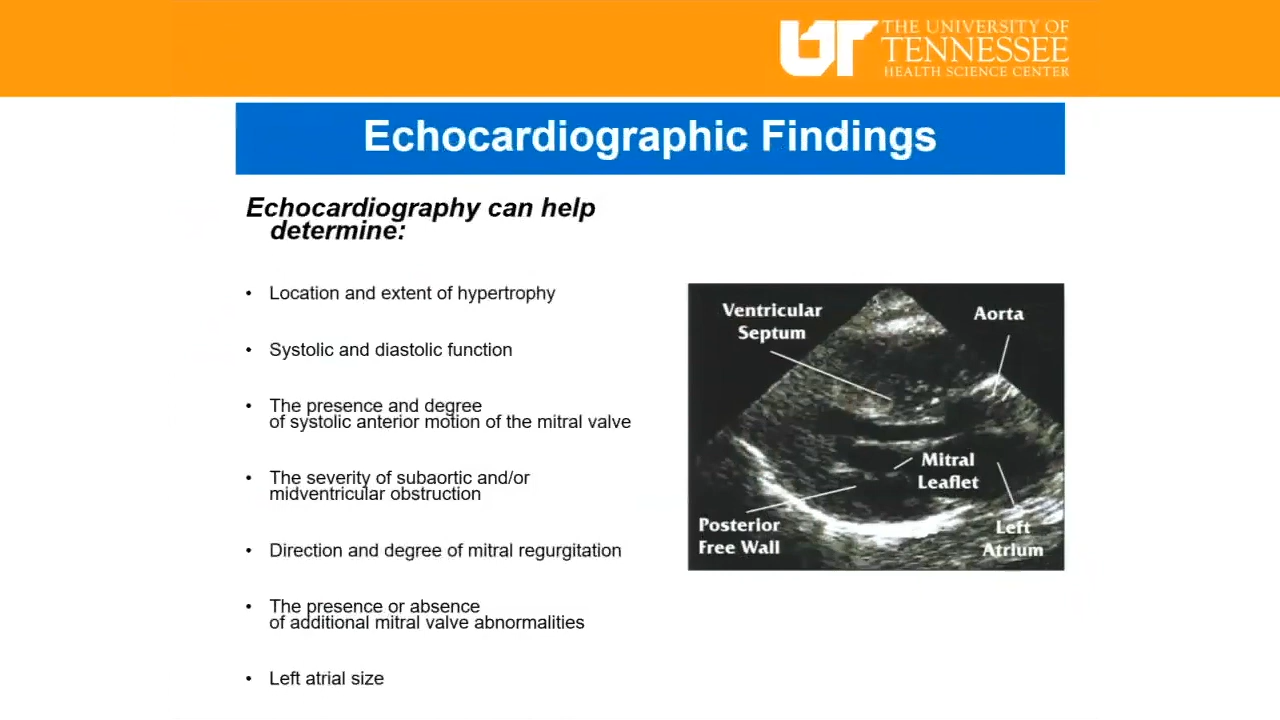 THE UNIVERSITY OF
UT TENNESSEE
HEALTH SCIENCE CENTER
Echocardiographic Findings
Echocardiography can help
determine:
• Location and extent of hypertrophy
• Systolic and diastolic function
• The presence and degree
of systolic anterior motion of the mitral valve
• The severity of subaortic and/or
midventricular obstruction
• Direction and degree of mitral regurgitation
• The presence or absence
of additional mitral valve abnormalities
• Left atrial size
Ventricular
Septum
Aorta
Mitral
Leaflet
Posterior
Free Wall
Left
Atrium